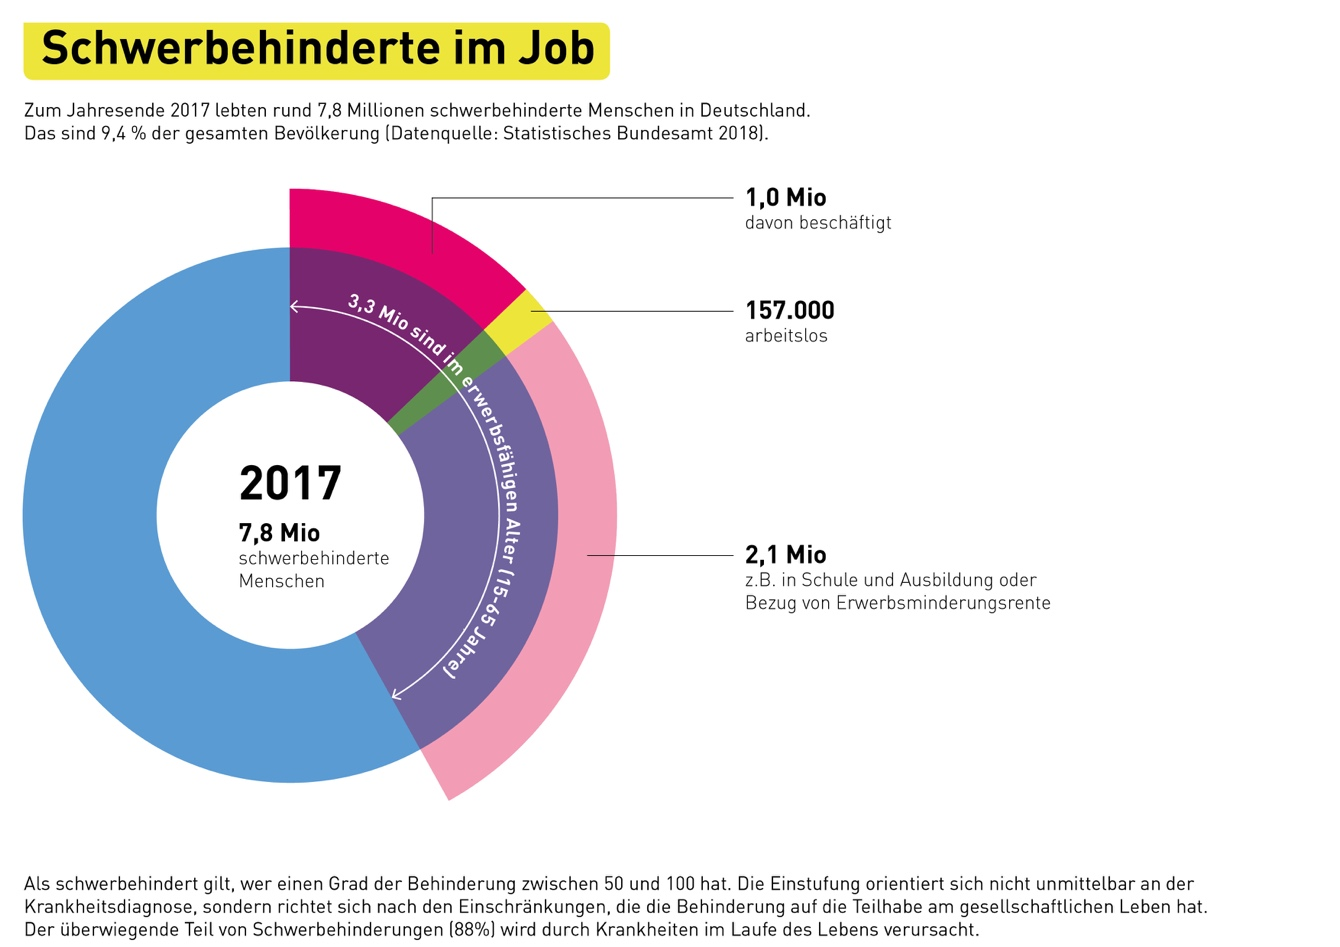 Schwerbehinderte im Job
Zum Jahresende 2017 lebten rund 7,8 Millionen schwerbehinderte Menschen in Deutschland.
Das sind 9,4 % der gesamten Bevölkerung (Datenquelle: Statistisches Bundesamt 2018).
1,0 Mio
davon beschäftigt
157.000
arbeitslos
3,3 Mio sind im erwerbsfähigen Alter (15-65 Jahre)
2017
7,8 Mio
schwerbehinderte
Menschen
2,1 Mio
z.B. in Schule und Ausbildung oder
Bezug von Erwerbsminderungsrente
Als schwerbehindert gilt, wer einen Grad der Behinderung zwischen 50 und 100 hat. Die Einstufung orientiert sich nicht unmittelbar an der
Krankheitsdiagnose, sondern richtet sich nach den Einschränkungen, die die Behinderung auf die Teilhabe am gesellschaftlichen Leben hat.
Der überwiegende Teil von Schwerbehinderungen (88%) wird durch Krankheiten im Laufe des Lebens verursacht.